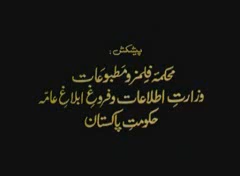 پیشکش :
محکمہ فلمز و مطبوعات
وزارتِ اطلاعات و فروغِ ابلاغِ عامہ
حکومتِ پاکستان